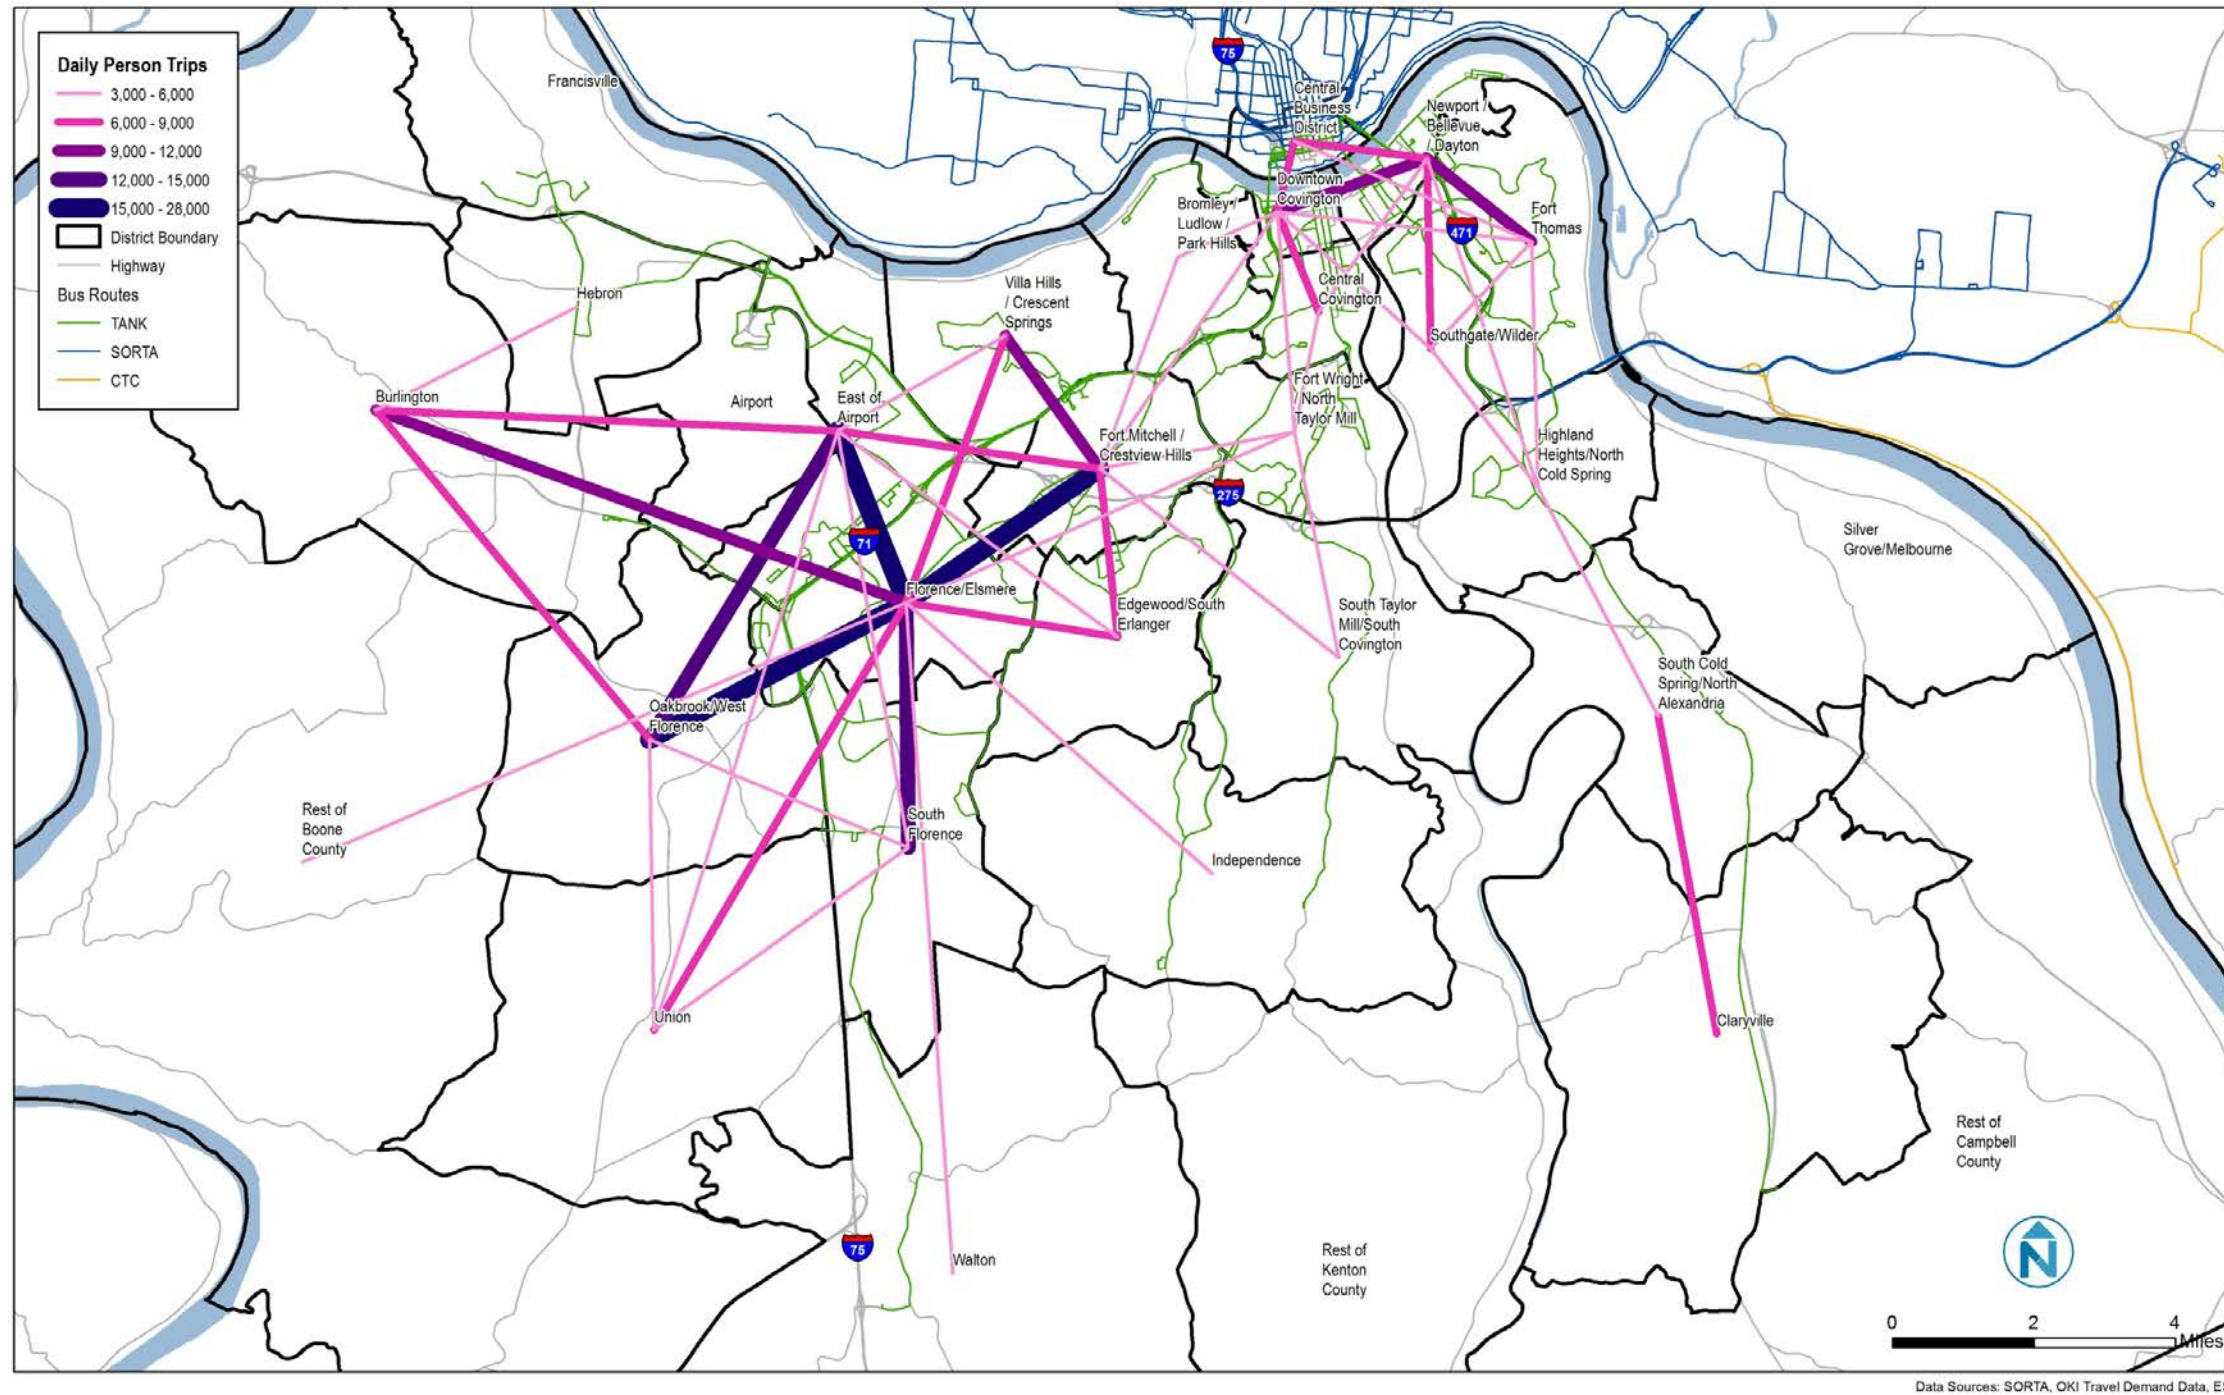 Daily Person Trips
3,000 - 6,000
6,000 - 9,000
9,000 - 12,000
12,000 - 15,000
15,000 - 28,000
District Boundary
Highway
Bus Routes
TANK
SORTA
CTC
Francisville
75
Central
Business
District
Newport /
Bellevue
/ Dayton
Downtown
Covington
Bromley /
Ludlow /
Park Hills
Fort
Thomas
471
Hebron
Villa Hills
/ Crescent
Springs
Central
Covington
Southgate/Wilder
Burlington
Airport
East of
Airport
Fort Wright
/ North
Taylor Mill
Fort Mitchell /
Crestview Hills
Highland
Heights/North
Cold Spring
275
71
Silver
Grove/Melbourne
Florence/Elsmere
Edgewood/South
Erlanger
South Taylor
Mill/South
Covington
South Cold
Spring/North
Alexandria
Oakbrook/West
Florence
Rest of
Boone
County
South
Florence
Independence
Union
Claryville
Rest of
Campbell
County
75
Walton
Rest of
Kenton
County
N
0 2 4
Miles
Data Sources: SORTA, OKI Travel Demand Data,